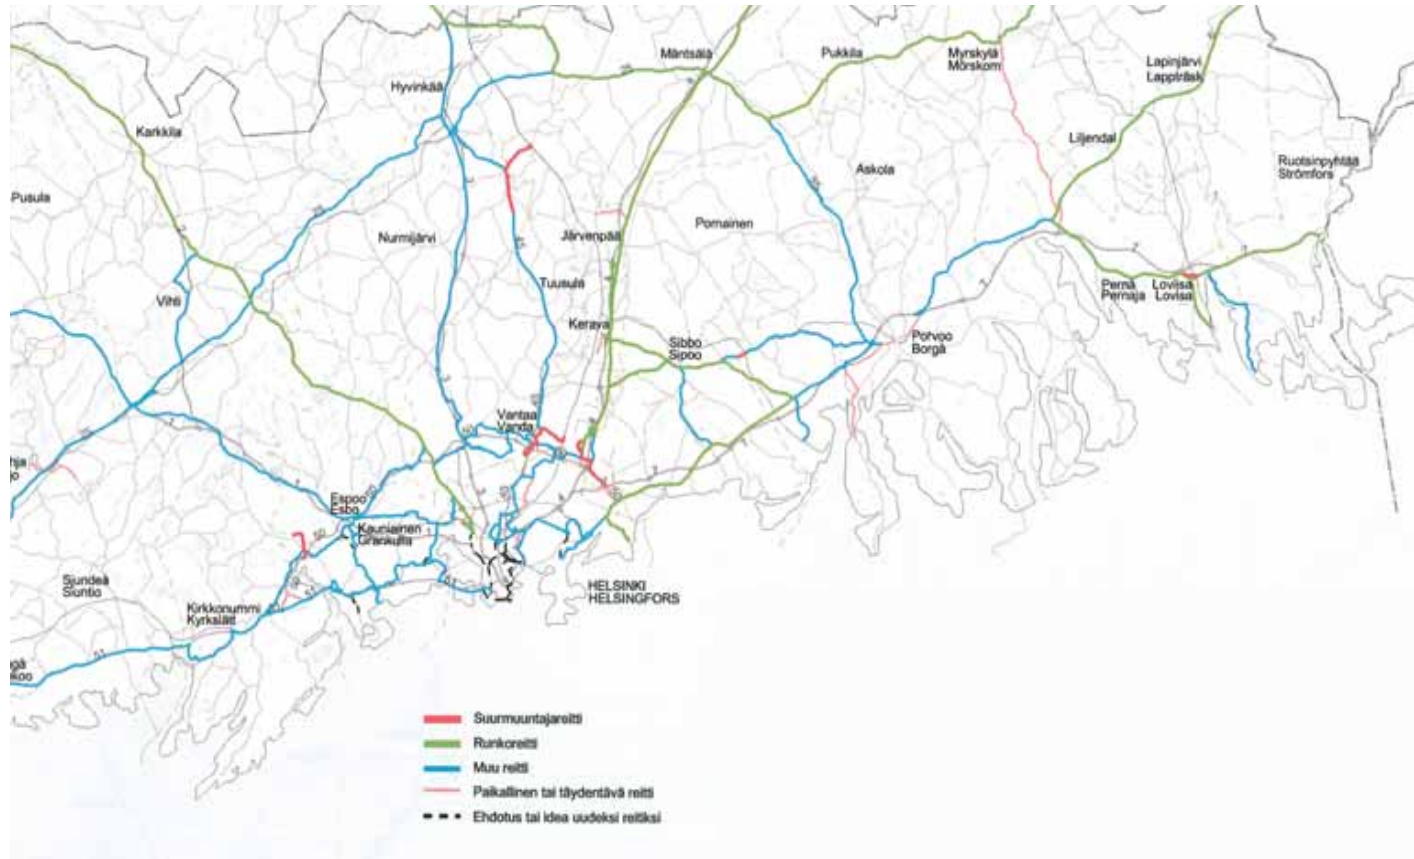 Mäntsälä
Pukkila
Myrskylä
Mörskom
Lapinjärvi
Lappträsk
Hyvinkää
Karkkila
Liljendal
Askola
Ruotsinpyhtää
Strömfors
Pusula
Nurmijärvi
Järvenpää
Pornainen
Vihti
Tuusula
Pernå
Pernaja
Loviisa
Lovisa
Kerava
Sibbo
Sipoo
Porvoo
Borgå
Vantaa
Vanda
Espoo
Esbo
Kauniainen
Grankulla
Sjundeå
Siuntio
Kirkkonummi
Kyrkslätt
HELSINKI
HELSINGFORS
Suurmuuntajareitti
Runkoreitti
Muu reitti
Paikallinen tai täydentävä reitti
Ehdotus tai idea uudeksi reitiksi